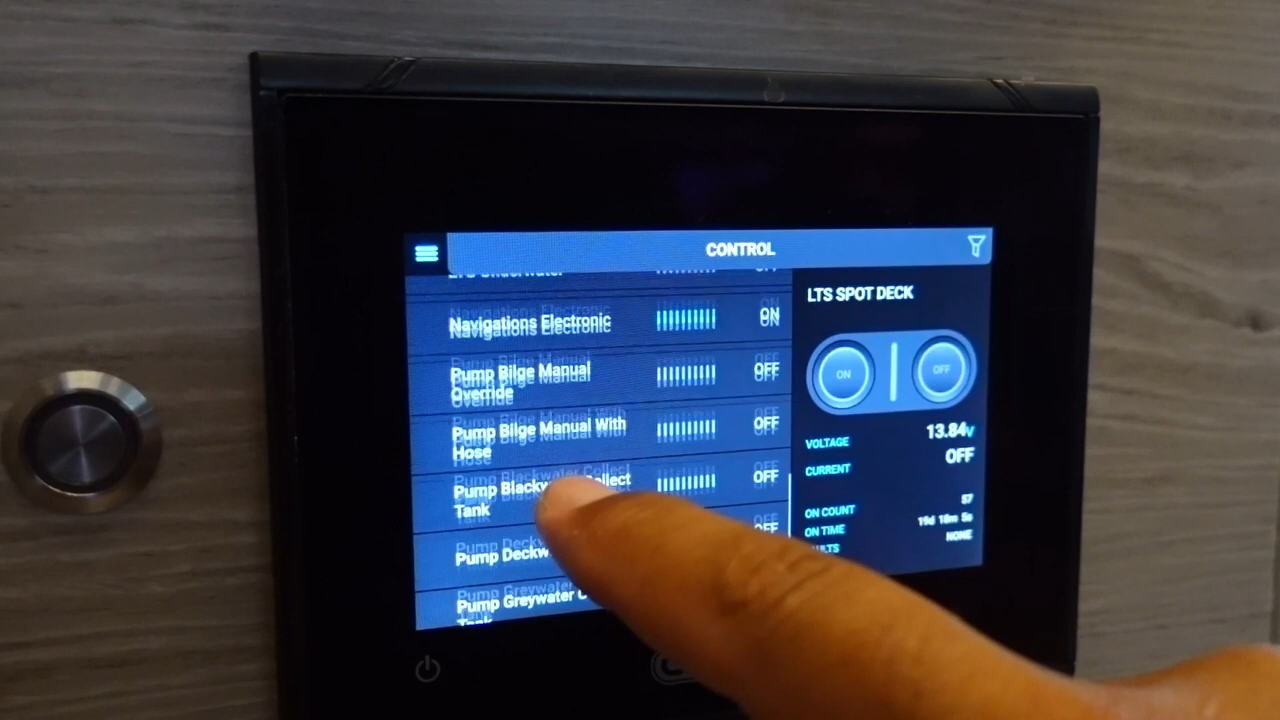 CONTROL
Navigations Electronic
ON
Pump Bilge Manual
Override
OFF
Pump Bilge Manual With
Hose
OFF
Pump Collect
Tank
OFF
Pump
OFF
Pump Greywater
Tank
LTS SPOT DECK
ON
OFF
VOLTAGE 13.84v
CURRENT OFF
ON COUNT 57
ON TIME 19d 18m 5s
NONE